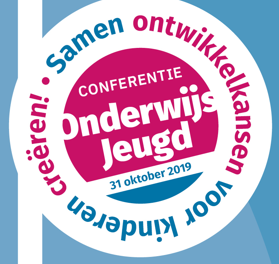 • Samen ontwikkelkansen voor kinderen creëren!
CONFERENTIE
Onderwijs
Jeugd
31 oktober 2019